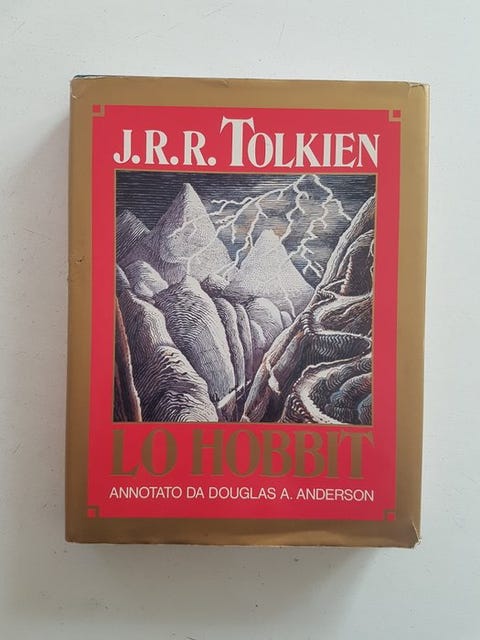 J.R.R. TOLKIEN
LO HOBBIT
ANNOTATO DA DOUGLAS A. ANDERSON